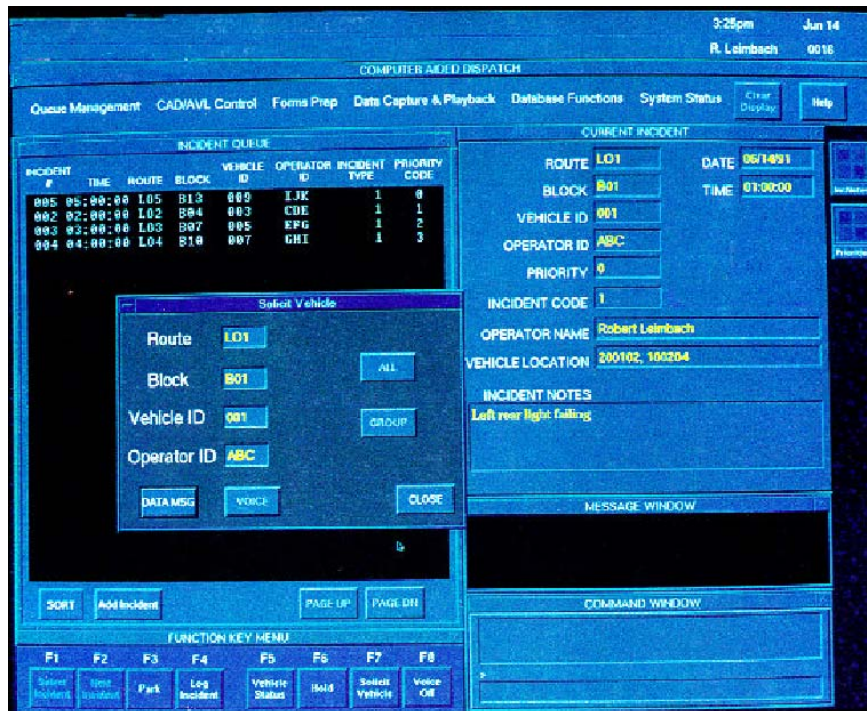 3:25pm Jun 14
R. Leimbach 0016
COMPUTER AIDED DISPATCH
Queue Management CAD/AVL Control Forms Prep Data Capture & Playback Database Functions System Status Clear Display Help
INCIDENT QUEUE
INCIDENT # TIME ROUTE BLOCK VEHICLE ID OPERATOR ID INCIDENT TYPE PRIORITY CODE
005 05:00:00 L05 B13 009 IJK 1 0
002 02:00:00 L02 B04 003 CDE 1 1
003 03:00:00 L03 B07 005 EFG 1 2
004 04:00:00 L04 B10 007 GHI 1 3
Solicit Vehicle
Route LO1
Block B01
Vehicle ID 001
Operator ID ABC
ALL
GROUP
DATA MSG VOICE CLOSE
SORT Add Incident PAGE UP PAGE DN
CURRENT INCIDENT
ROUTE LO1 DATE 06/14/91
BLOCK B01 TIME 01:00:00
VEHICLE ID 001
OPERATOR ID ABC
PRIORITY 0
INCIDENT CODE 1
OPERATOR NAME Robert Leimbach
VEHICLE LOCATION 200102, 100204
INCIDENT NOTES
Left rear light failing
MESSAGE WINDOW
COMMAND WINDOW
>
FUNCTION KEY MENU
F1 F2 F3 F4 F5 F6 F7 F8
Select Incident Next Incident Park Log Incident Vehicle Status Hold Solicit Vehicle Voice Off